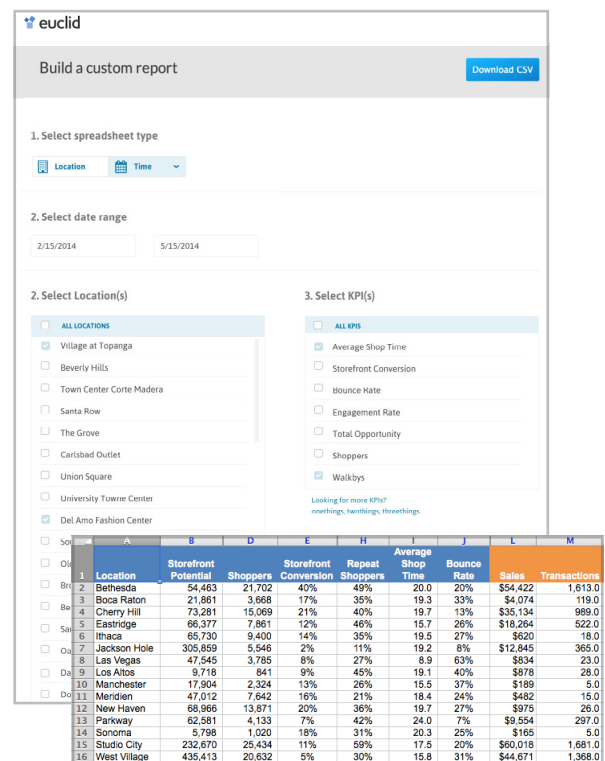 euclid
Build a custom report
Download CSV
1. Select spreadsheet type
Location Time
2. Select date range
2/15/2014 5/15/2014
2. Select Location(s) 3. Select KPI(s)
ALL LOCATIONS ALL KPIS
Village at Topanga Average Shop Time
Beverly Hills Storefront Conversion
Town Center Corte Madera Bounce Rate
Santa Row Engagement Rate
The Grove Total Opportunity
Carlsbad Outlet Shoppers
Union Square Walkbys
University Towne Center Looking for more KPIs?
onethings, twothings, threethings
Del Amo Fashion Center
A B D E H I J L M
1 Location Storefront Potential Shoppers Storefront Conversion Repeat Shoppers Average Shop Time Bounce Rate Sales Transactions
2 Bethesda 54,463 21,702 40% 49% 20.0 20% $54,422 1,613.0
3 Boca Raton 21,861 3,668 17% 35% 19.3 33% $4,074 119.0
4 Cherry Hill 73,281 15,069 21% 40% 19.7 13% $35,134 989.0
5 Eastridge 66,377 7,861 12% 46% 15.7 26% $18,264 522.0
6 Ithaca 65,730 9,400 14% 35% 19.5 27% $620 18.0
7 Jackson Hole 305,859 5,546 2% 11% 19.2 8% $12,845 365.0
8 Las Vegas 47,545 3,785 8% 27% 8.9 63% $834 23.0
9 Los Altos 9,718 841 9% 45% 19.1 40% $878 28.0
10 Manchester 17,904 2,324 13% 26% 15.5 37% $189 5.0
11 Meridien 47,012 7,642 16% 21% 18.4 24% $482 15.0
12 New Haven 68,966 13,871 20% 36% 19.7 27% $975 26.0
13 Parkway 62,581 4,133 7% 42% 24.0 7% $9,554 297.0
14 Sonoma 5,798 1,020 18% 31% 20.3 25% $165 5.0
15 Studio City 232,670 25,434 11% 59% 17.5 20% $60,018 1,681.0
16 West Village 435,413 20,632 5% 30% 15.8 31% $44,671 1,368.0